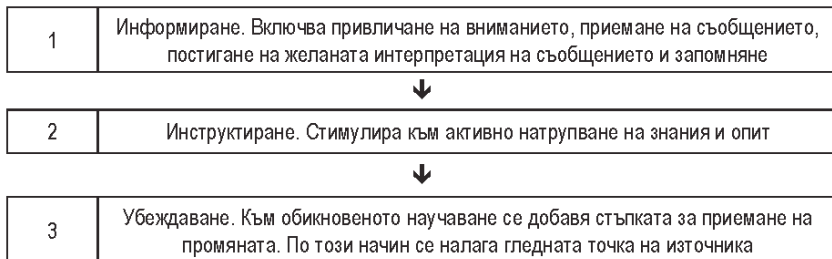 1
Информиране. Включва привличане на вниманието, приемане на съобщението,
постигане на желаната интерпретация на съобщението и запомняне
2
Инструктиране. Стимулира към активно натрупване на знания и опит
3
Убеждаване. Към обикновеното научаване се добавя стъпката за приемане на
промяната. По този начин се налага гледната точка на източника